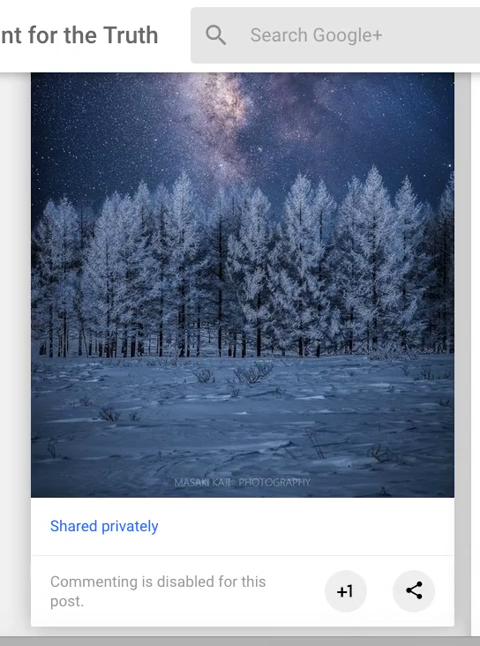 nt for the Truth
Search Google+
MASAKI KAJI PHOTOGRAPHY
Shared privately
Commenting is disabled for this
post.
+1